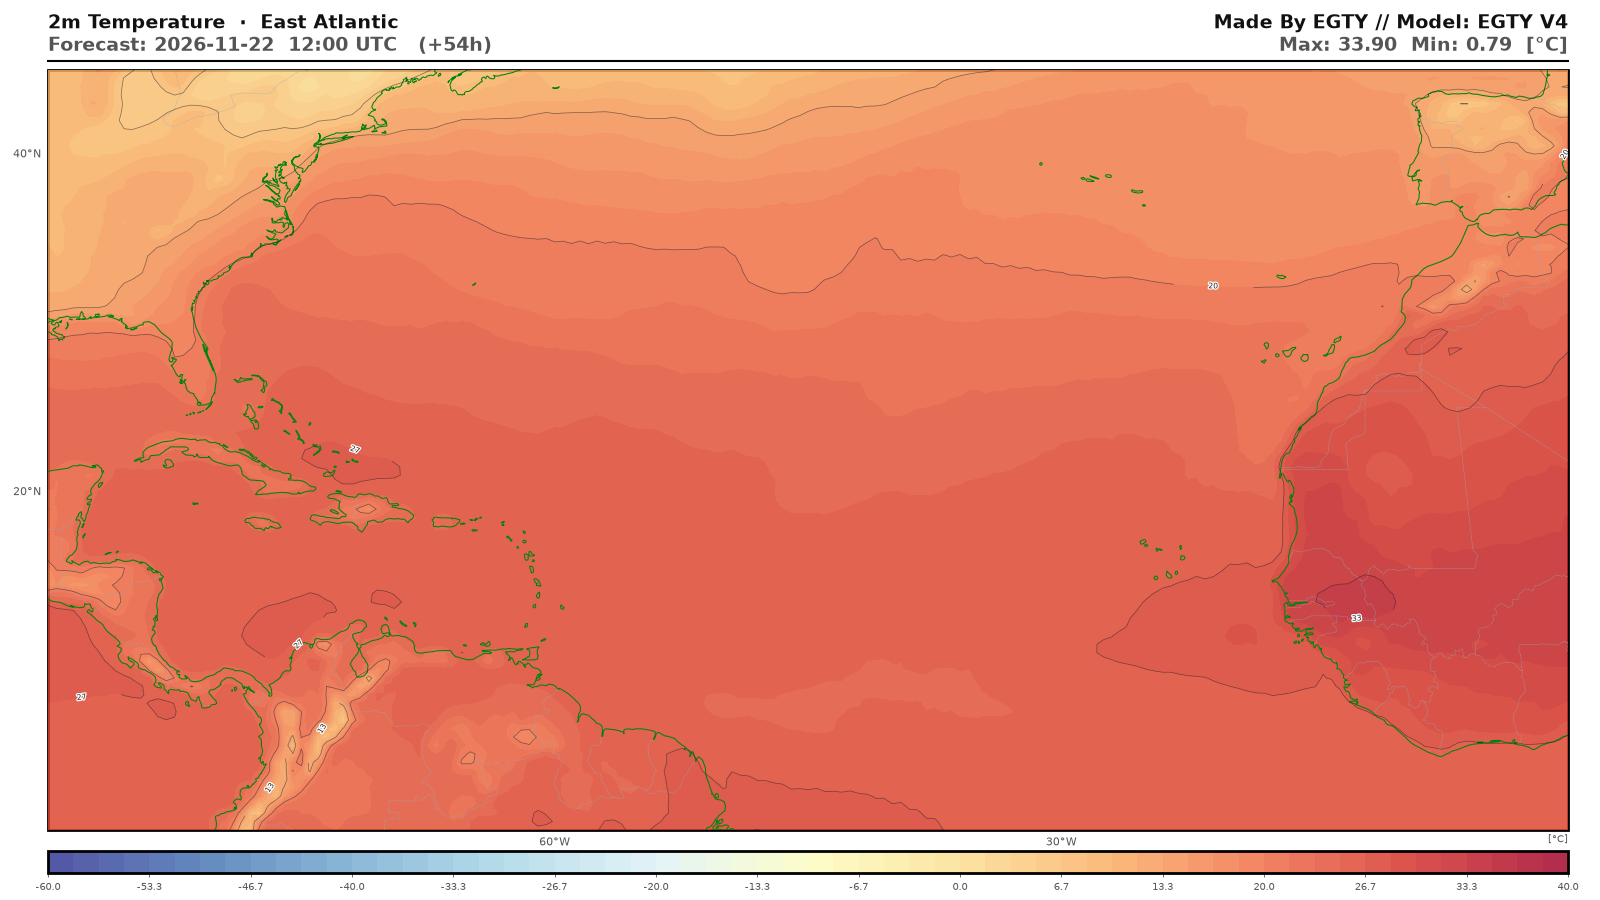 2m Temperature · East Atlantic
Made By EGTY // Model: EGTY V4
Forecast: 2026-11-22 12:00 UTC (+54h)
Max: 33.90 Min: 0.79 [°C]
40°N
20
20
27
20°N
33
27
27
13
13
60°W
30°W
[°C]
-60.0 -53.3 -46.7 -40.0 -33.3 -26.7 -20.0 -13.3 -6.7 0.0 6.7 13.3 20.0 26.7 33.3 40.0